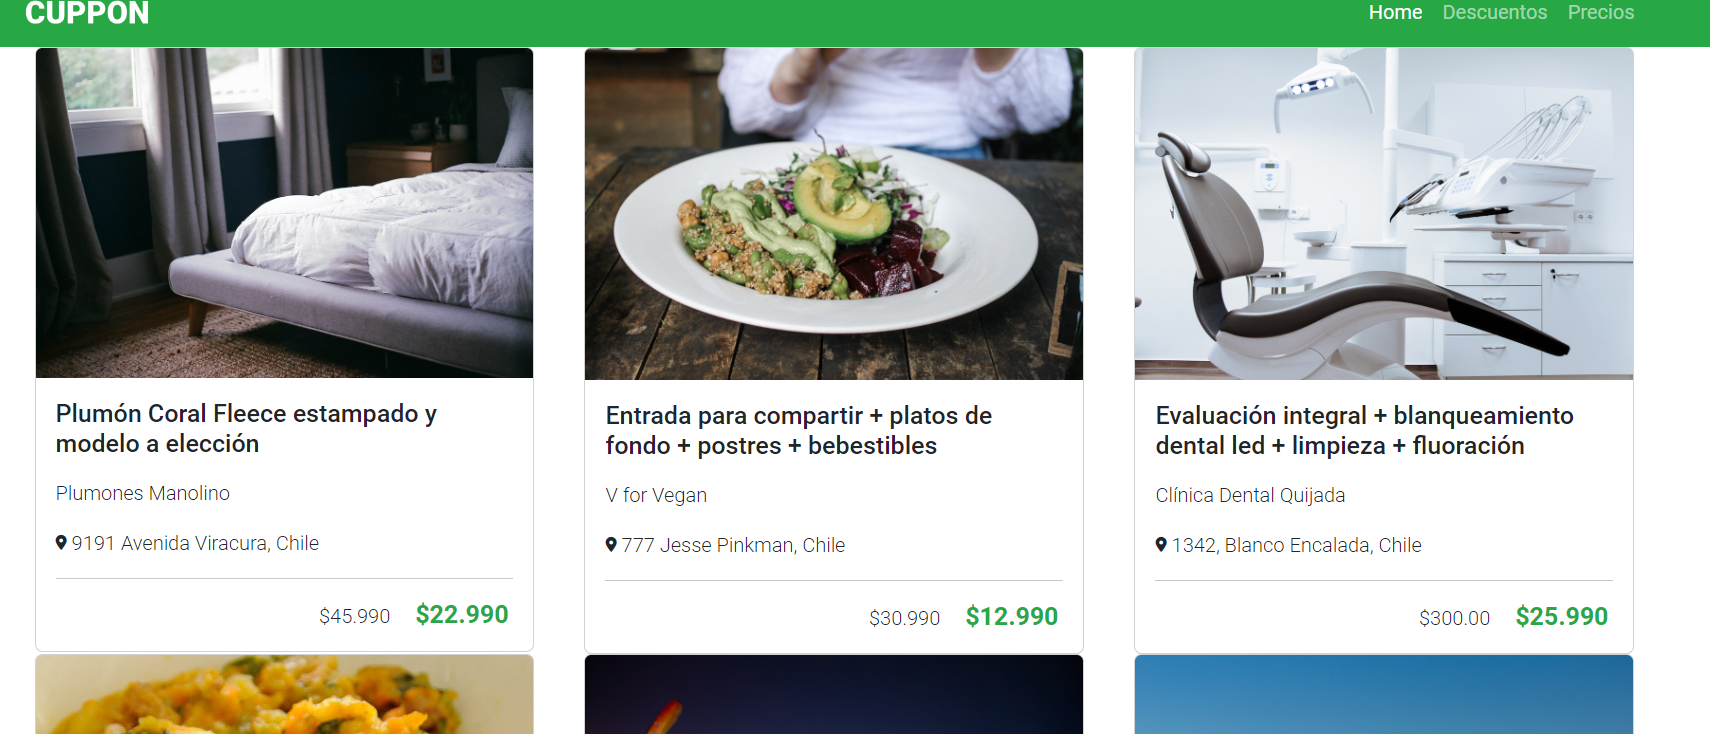 CUPPON
Home Descuentos Precios
Plumón Coral Fleece estampado y
modelo a elección
Plumones Manolino
9191 Avenida Viracura, Chile
$45.990 $22.990
Entrada para compartir + platos de
fondo + postres + bebestibles
V for Vegan
777 Jesse Pinkman, Chile
$30.990 $12.990
Evaluación integral + blanqueamiento
dental led + limpieza + fluoración
Clínica Dental Quijada
1342, Blanco Encalada, Chile
$300.00 $25.990